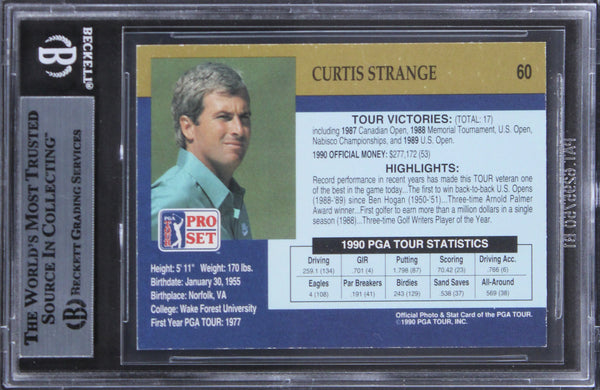 BECKETT
THE WORLD'S MOST TRUSTED
SOURCE IN COLLECTING™
BECKETT GRADING SERVICES
CURTIS STRANGE
60
TOUR VICTORIES: (TOTAL: 17)
including 1987 Canadian Open, 1988 Memorial Tournament, U.S. Open,
Nabisco Championships, and 1989 U.S. Open.
1990 OFFICIAL MONEY: $277,172 (53)
HIGHLIGHTS:
Record performance in recent years has made this TOUR veteran
one of the best in the game today...The first to win back-to-back U.S. Opens
(1988-'89) since Ben Hogan (1950-'51)...Three-time Arnold Palmer
Award winner...First golfer to earn more than a million dollars in a single
season (1988)...Three-time Golf Writers Player of the Year.
PGA TOUR
PRO
SET
Height: 5' 11" Weight: 170 lbs.
Birthdate: January 30, 1955
Birthplace: Norfolk, VA
College: Wake Forest University
First Year PGA TOUR: 1977
1990 PGA TOUR STATISTICS
Driving GIR Putting Scoring Driving Acc.
259.1 (134) .701 (4) 1.798 (87) 70.42 (23) .766 (6)
Eagles Par Breakers Birdies Sand Saves All-Around
4 (108) .191 (41) 243 (129) .538 (37) 569 (38)
Official Photo & Stat Card of the PGA TOUR.
©1990 PGA TOUR, INC.